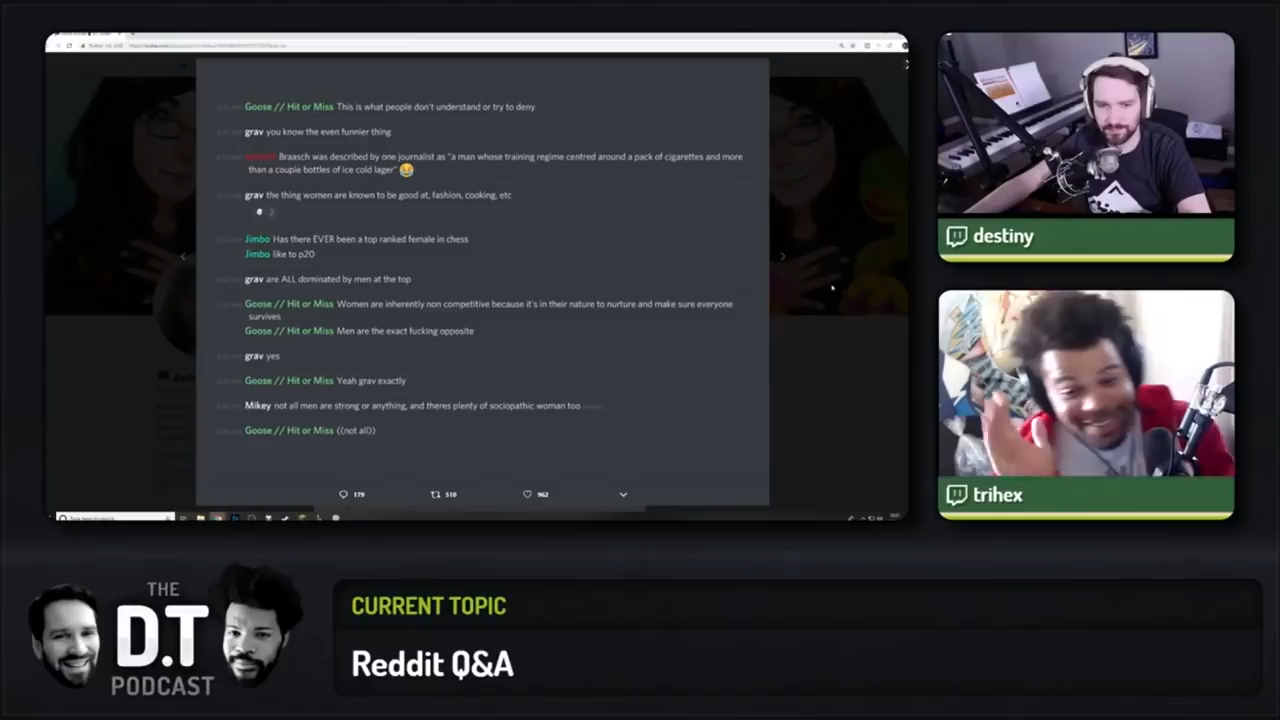 Goose // Hit or Miss This is what people don't understand or try to deny
grav you know the even funnier thing
Braasch was described by one journalist as "a man whose training regime centred around a pack of cigarettes and more
than a couple bottles of ice cold lager" 😂
grav the thing women are known to be good at, fashion, cooking, etc
2
Jimbo Has there EVER been a top ranked female in chess
Jimbo like to p20
grav are ALL dominated by men at the top
Goose // Hit or Miss Women are inherently non competitive because it's in their nature to nurture and make sure everyone
survives
Goose // Hit or Miss Men are the exact fucking opposite
grav yes
Goose // Hit or Miss Yeah grav exactly
Mikey not all men are strong or anything, and theres plenty of sociopathic woman too
Goose // Hit or Miss ((not all))
179 510 962
destiny
trihex
THE
D.T
PODCAST
CURRENT TOPIC
Reddit Q&A